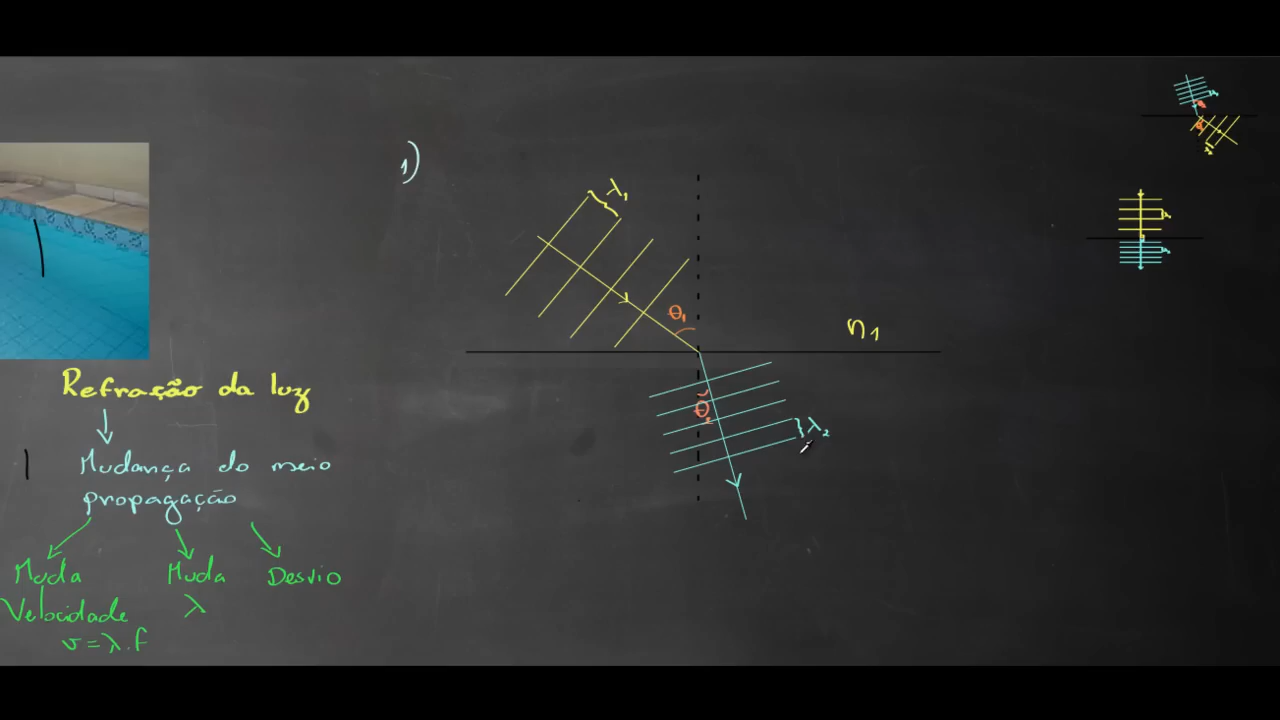 1)
λ₁
θ₁
n₁
θ₂
λ₂
Refração da luz
Mudança do meio
propagação
Muda Muda Desvio
Velocidade λ
v = λ.f